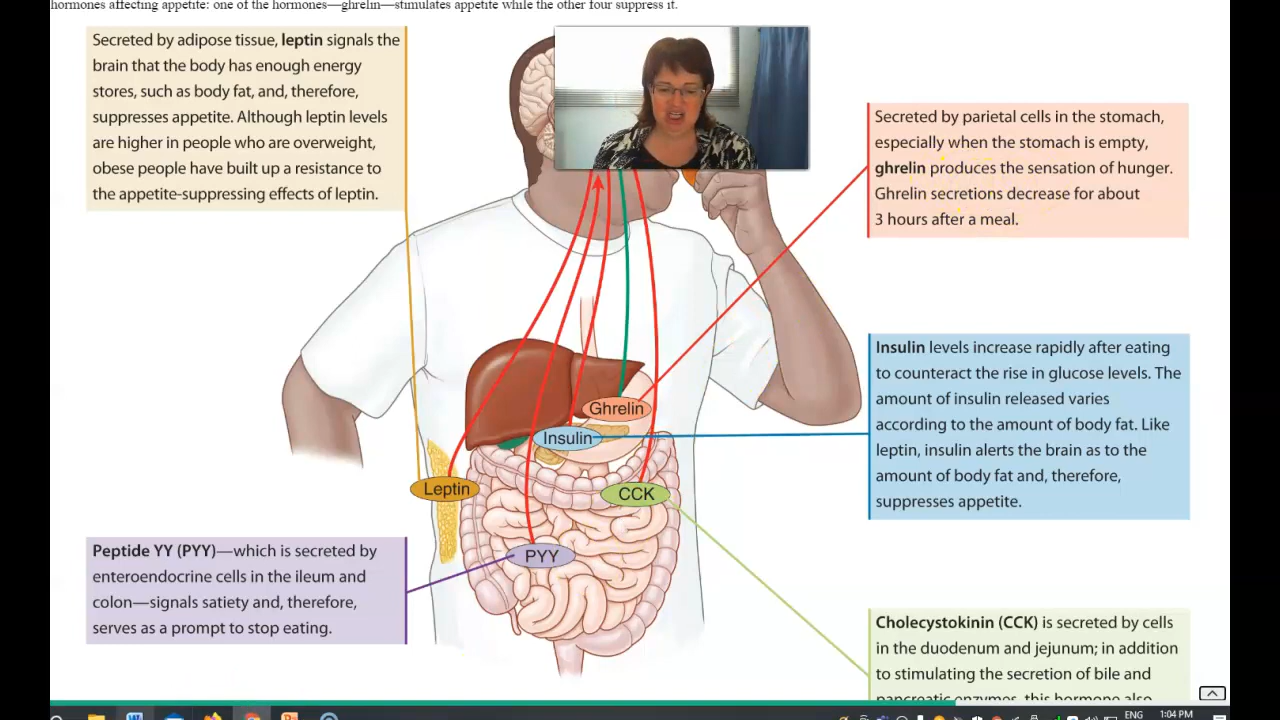 hormones affecting appetite: one of the hormones—ghrelin—stimulates appetite while the other four suppress it.
Secreted by adipose tissue, leptin signals the
brain that the body has enough energy
stores, such as body fat, and, therefore,
suppresses appetite. Although leptin levels
are higher in people who are overweight,
obese people have built up a resistance to
the appetite-suppressing effects of leptin.
Secreted by parietal cells in the stomach,
especially when the stomach is empty,
ghrelin produces the sensation of hunger.
Ghrelin secretions decrease for about
3 hours after a meal.
Insulin levels increase rapidly after eating
to counteract the rise in glucose levels. The
amount of insulin released varies
according to the amount of body fat. Like
leptin, insulin alerts the brain as to the
amount of body fat and, therefore,
suppresses appetite.
Ghrelin
Insulin
Leptin
CCK
PYY
Peptide YY (PYY)—which is secreted by
enteroendocrine cells in the ileum and
colon—signals satiety and, therefore,
serves as a prompt to stop eating.
Cholecystokinin (CCK) is secreted by cells
in the duodenum and jejunum; in addition
to stimulating the secretion of bile and
pancreatic enzymes, this hormone also
ENG
1:04 PM